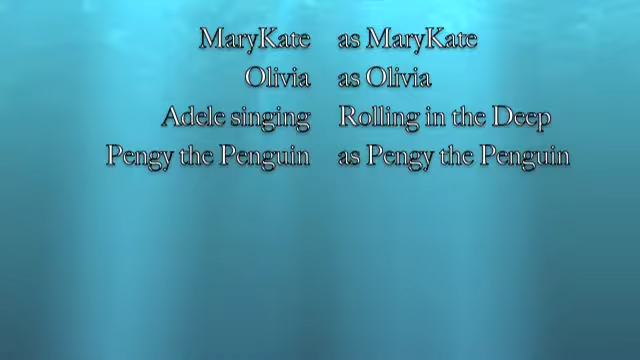 MaryKate as MaryKate
Olivia as Olivia
Adele singing Rolling in the Deep
Pengy the Penguin as Pengy the Penguin